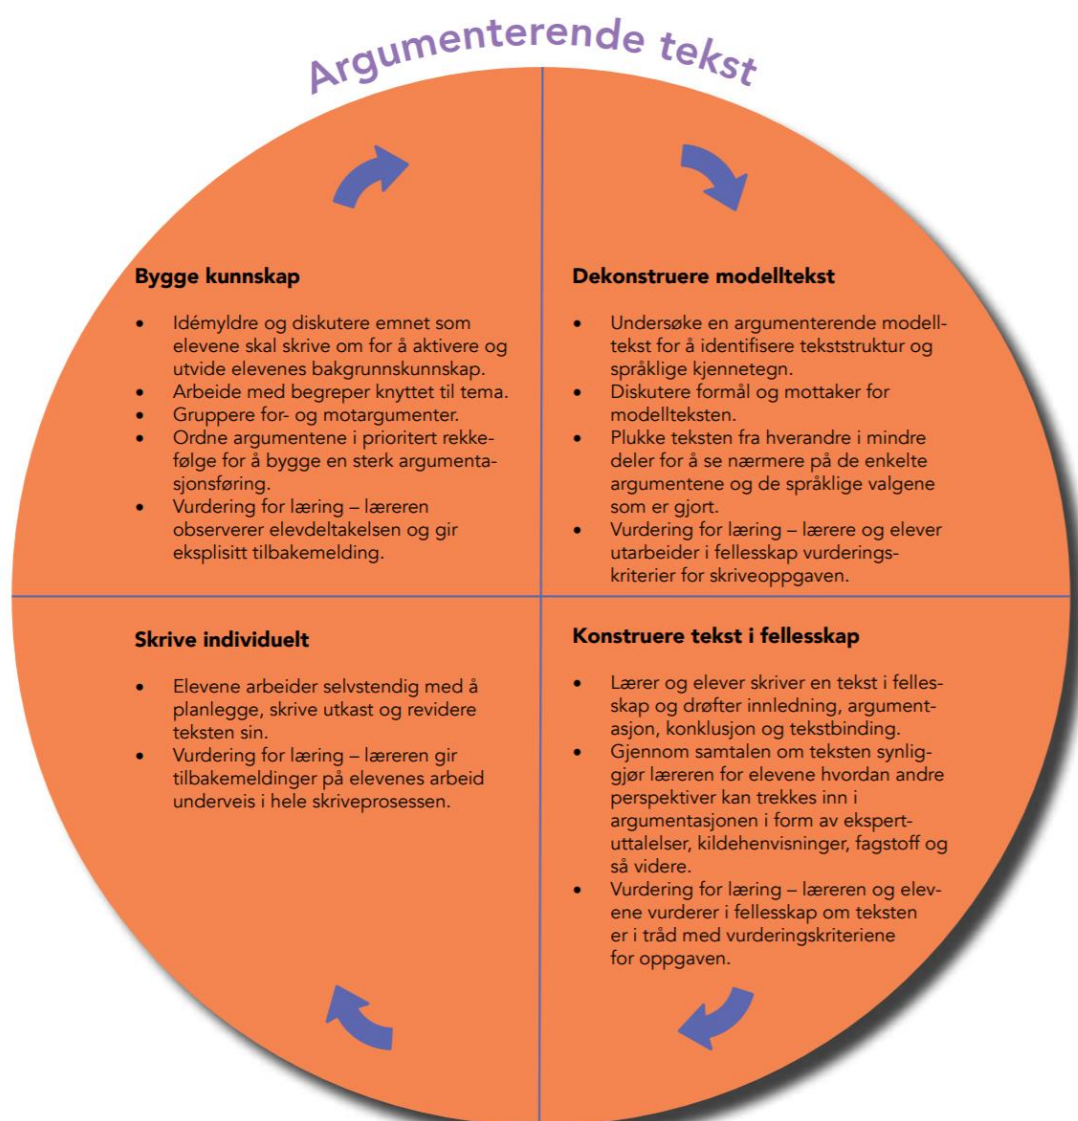 Argumenterende tekst
Bygge kunnskap
• Idémyldre og diskutere emnet som
elevene skal skrive om for å aktivere og
utvide elevenes bakgrunnskunnskap.
• Arbeide med begreper knyttet til tema.
• Gruppere for- og motargumenter.
• Ordne argumentene i prioritert rekke-
følge for å bygge en sterk argumenta-
sjonsføring.
• Vurdering for læring – læreren
observerer elevdeltakelsen og gir
eksplisitt tilbakemelding.
Dekonstruere modelltekst
• Undersøke en argumenterende modell-
tekst for å identifisere tekststruktur og
språklige kjennetegn.
• Diskutere formål og mottaker for
modellteksten.
• Plukke teksten fra hverandre i mindre
deler for å se nærmere på de enkelte
argumentene og de språklige valgene
som er gjort.
• Vurdering for læring – lærere og elever
utarbeider i fellesskap vurderings-
kriterier for skriveoppgaven.
Skrive individuelt
• Elevene arbeider selvstendig med å
planlegge, skrive utkast og revidere
teksten sin.
• Vurdering for læring – læreren gir
tilbakemeldinger på elevenes arbeid
underveis i hele skriveprosessen.
Konstruere tekst i fellesskap
• Lærer og elever skriver en tekst i felles-
skap og drøfter innledning, argument-
asjon, konklusjon og tekstbinding.
• Gjennom samtalen om teksten synlig-
gjør læreren for elevene hvordan andre
perspektiver kan trekkes inn i
argumentasjonen i form av ekspert-
uttalelser, kildehenvisninger, fagstoff og
så videre.
• Vurdering for læring – læreren og elev-
ene vurderer i fellesskap om teksten
er i tråd med vurderingskriteriene
for oppgaven.